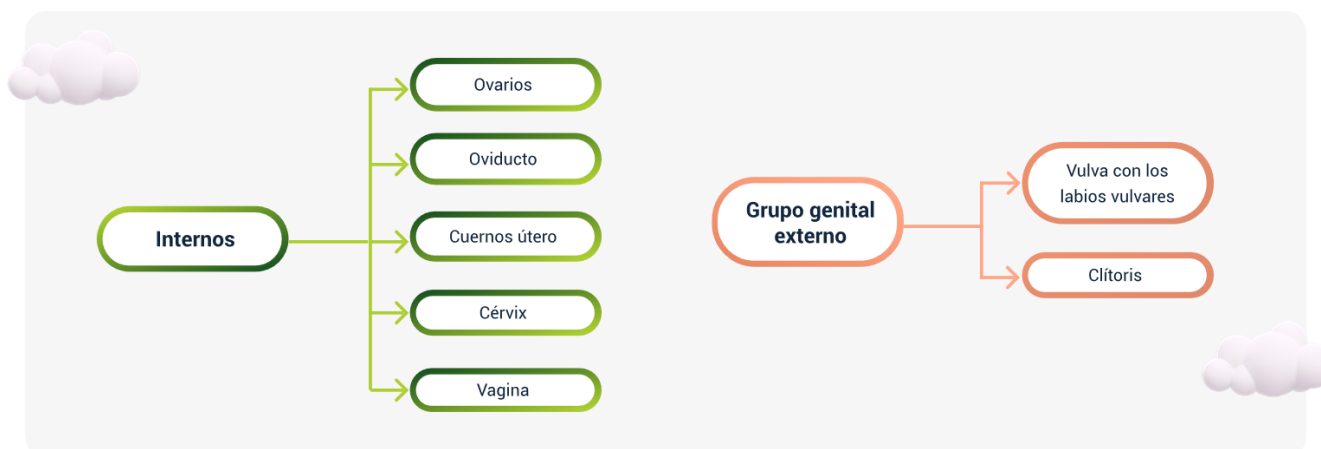 Internos
Ovarios
Oviducto
Cuernos útero
Cérvix
Vagina
Grupo genital
externo
Vulva con los
labios vulvares
Clítoris